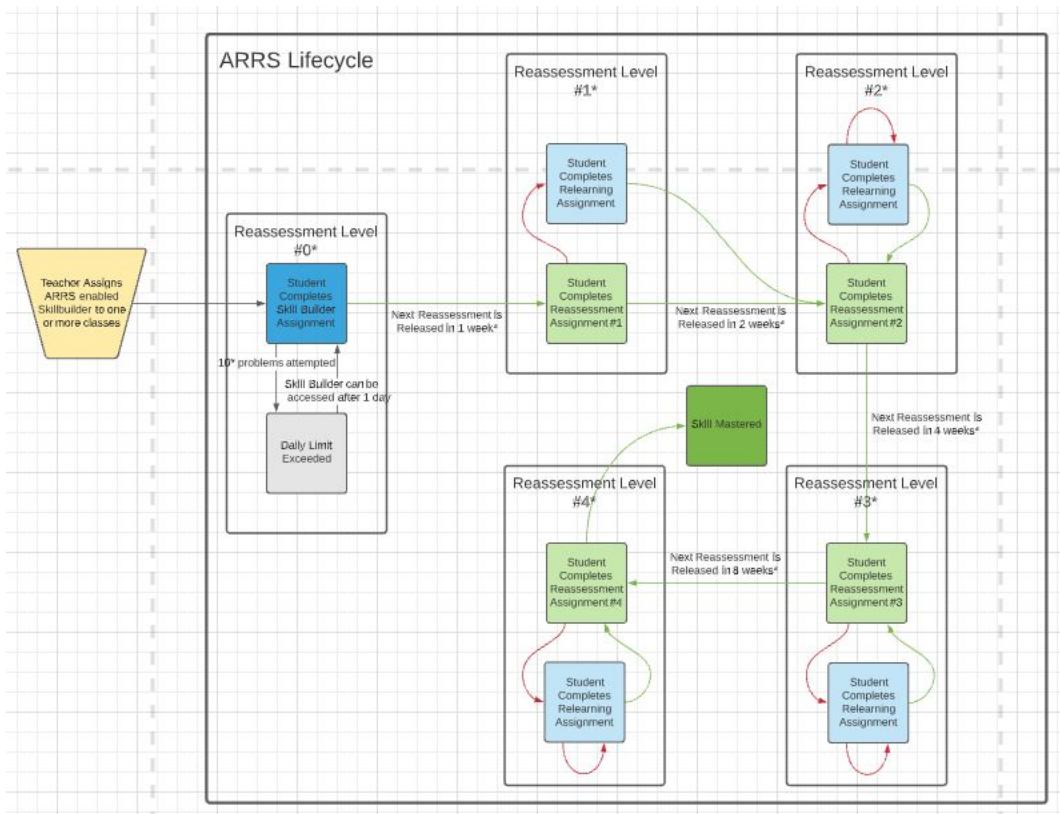 ARRS Lifecycle
Teacher Assigns
ARRS enabled
Skillbuilder to one
or more classes
Reassessment Level
#0*
Student
Completes
Skill Builder
Assignment
10* problems attempted
Skill Builder can be
accessed after 1 day
Daily Limit
Exceeded
Next Reassessment is
Released in 1 week*
Reassessment Level
#1*
Student
Completes
Relearning
Assignment
Student
Completes
Reassessment
Assignment #1
Next Reassessment is
Released in 2 weeks*
Reassessment Level
#2*
Student
Completes
Relearning
Assignment
Student
Completes
Reassessment
Assignment #2
Next Reassessment is
Released in 4 weeks*
Skill Mastered
Reassessment Level
#3*
Student
Completes
Reassessment
Assignment #3
Student
Completes
Relearning
Assignment
Next Reassessment is
Released in 8 weeks*
Reassessment Level
#4*
Student
Completes
Reassessment
Assignment #4
Student
Completes
Relearning
Assignment